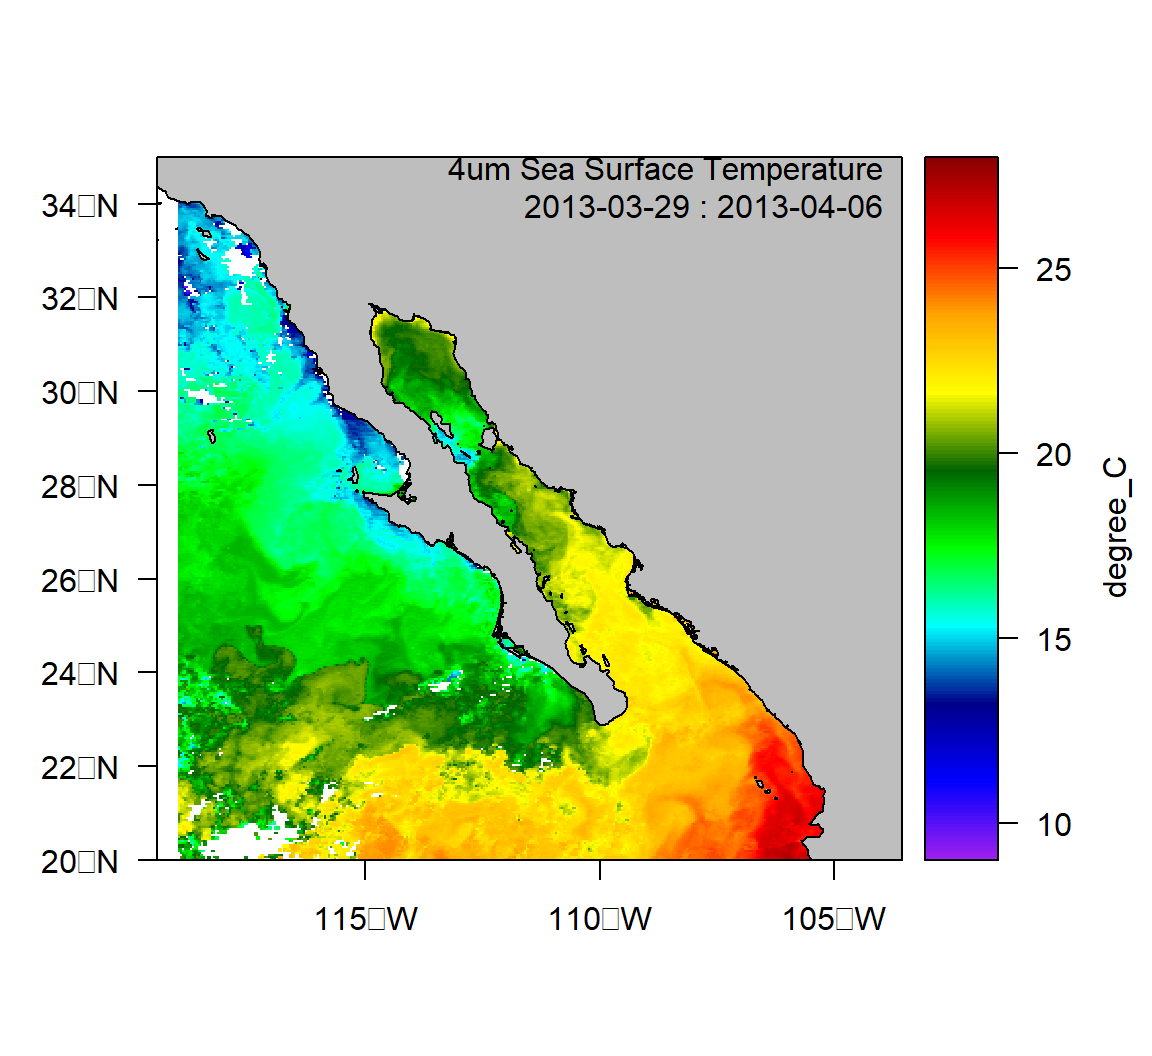 4um Sea Surface Temperature
2013-03-29 : 2013-04-06
34□N
32□N
30□N
28□N
26□N
24□N
22□N
20□N
115□W
110□W
105□W
25
20
15
10
degree_C